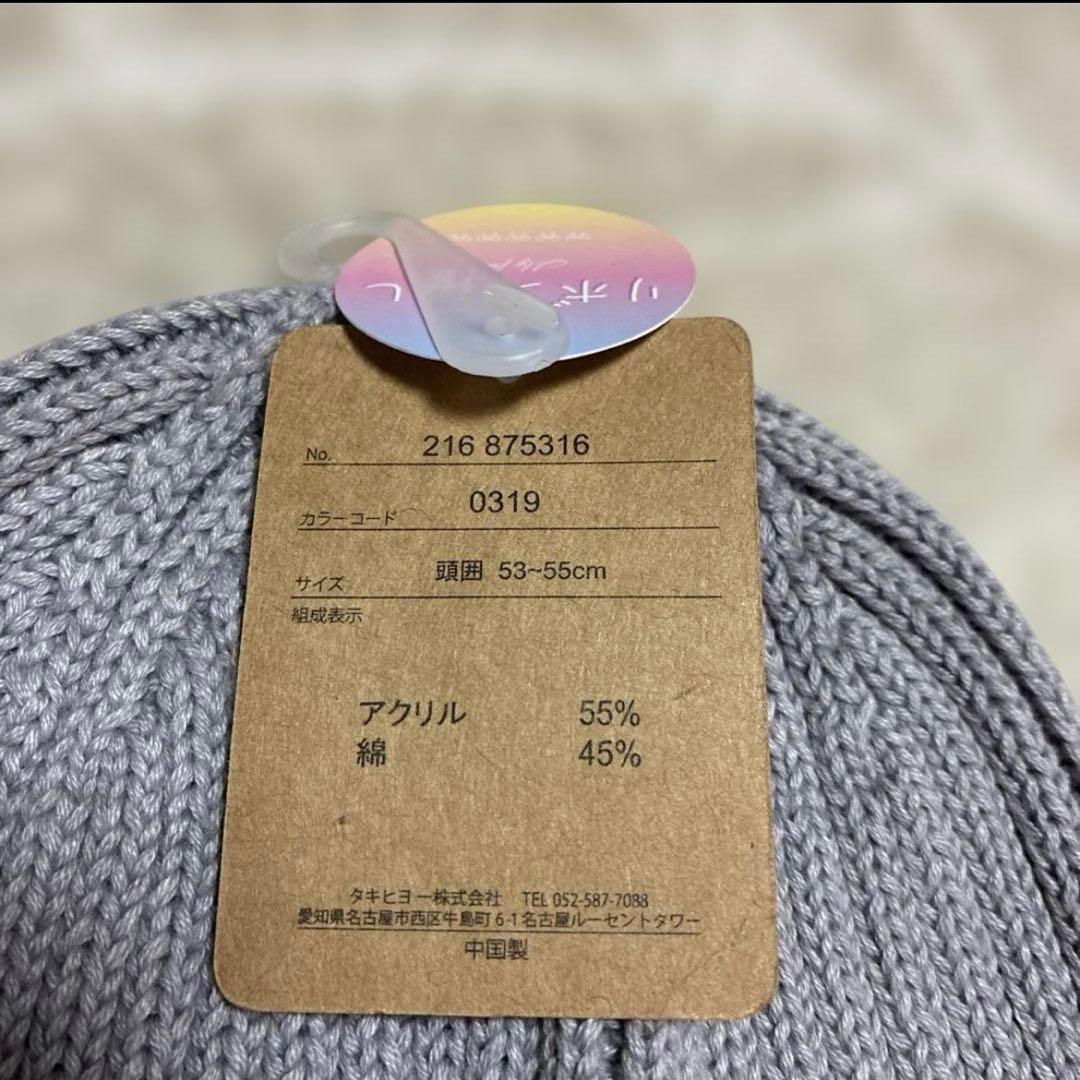 No. 216 875316
カラーコード 0319
サイズ 頭囲 53~55cm
組成表示
アクリル 55%
綿 45%
タキヒヨー株式会社 TEL 052-587-7088
愛知県名古屋市西区牛島町6-1名古屋ルーセントタワー
中国製